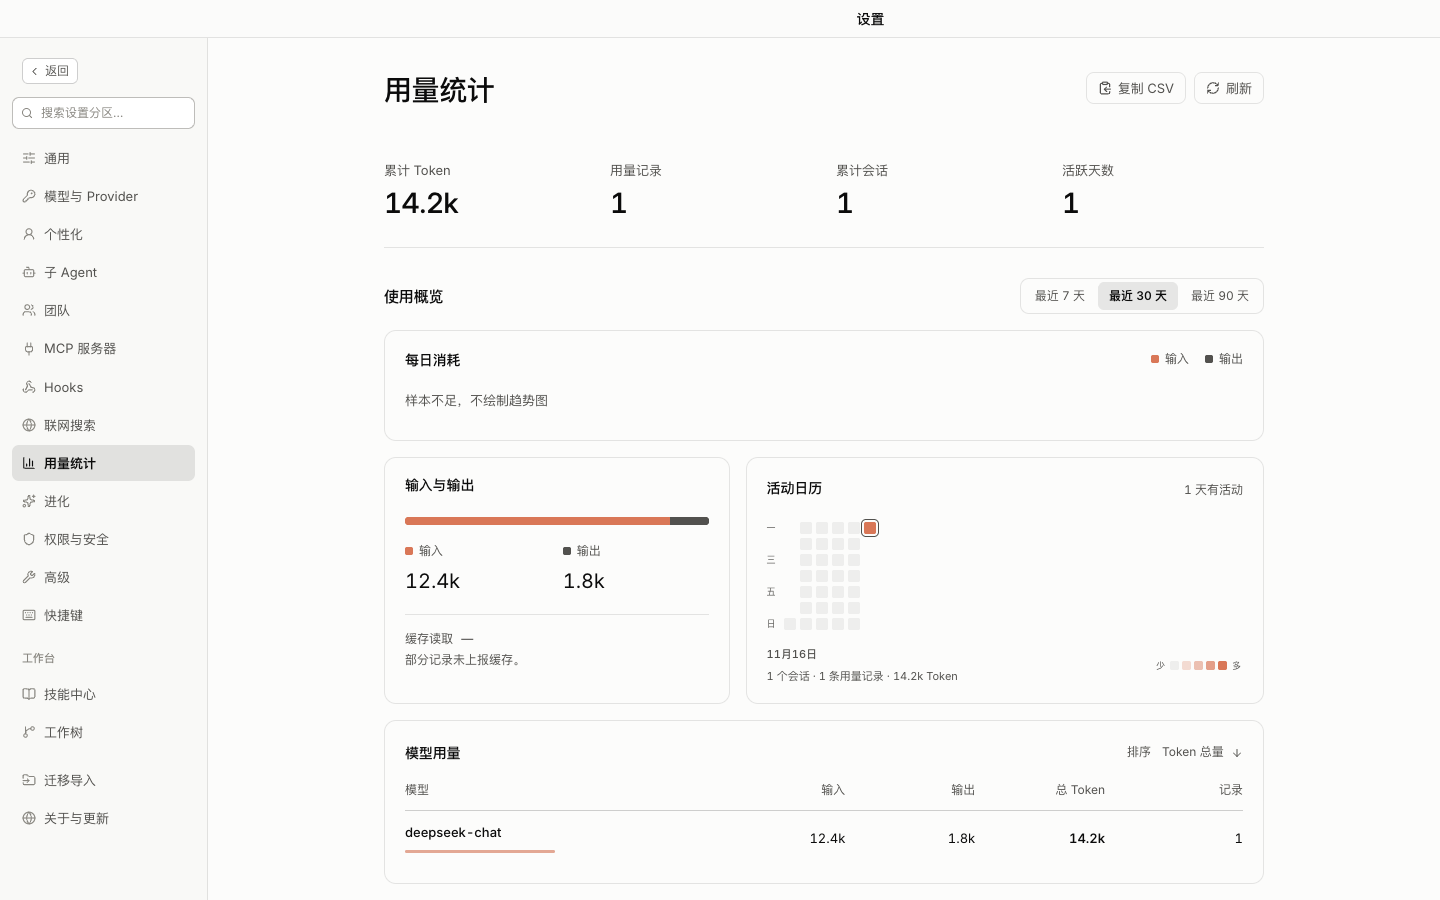 设置
返回
搜索设置分区...
通用
模型与 Provider
个性化
子 Agent
团队
MCP 服务器
Hooks
联网搜索
用量统计
进化
权限与安全
高级
快捷键
工作台
技能中心
工作树
迁移导入
关于与更新
用量统计
复制 CSV
刷新
累计 Token
14.2k
用量记录
1
累计会话
1
活跃天数
1
使用概览
最近 7 天
最近 30 天
最近 90 天
每日消耗
输入
输出
样本不足，不绘制趋势图
输入与输出
输入
12.4k
输出
1.8k
缓存读取 —
部分记录未上报缓存。
活动日历
1 天有活动
一
三
五
日
11月16日
1 个会话 · 1 条用量记录 · 14.2k Token
少
多
模型用量
排序 Token 总量 ↓
模型 输入 输出 总 Token 记录
deepseek-chat 12.4k 1.8k 14.2k 1